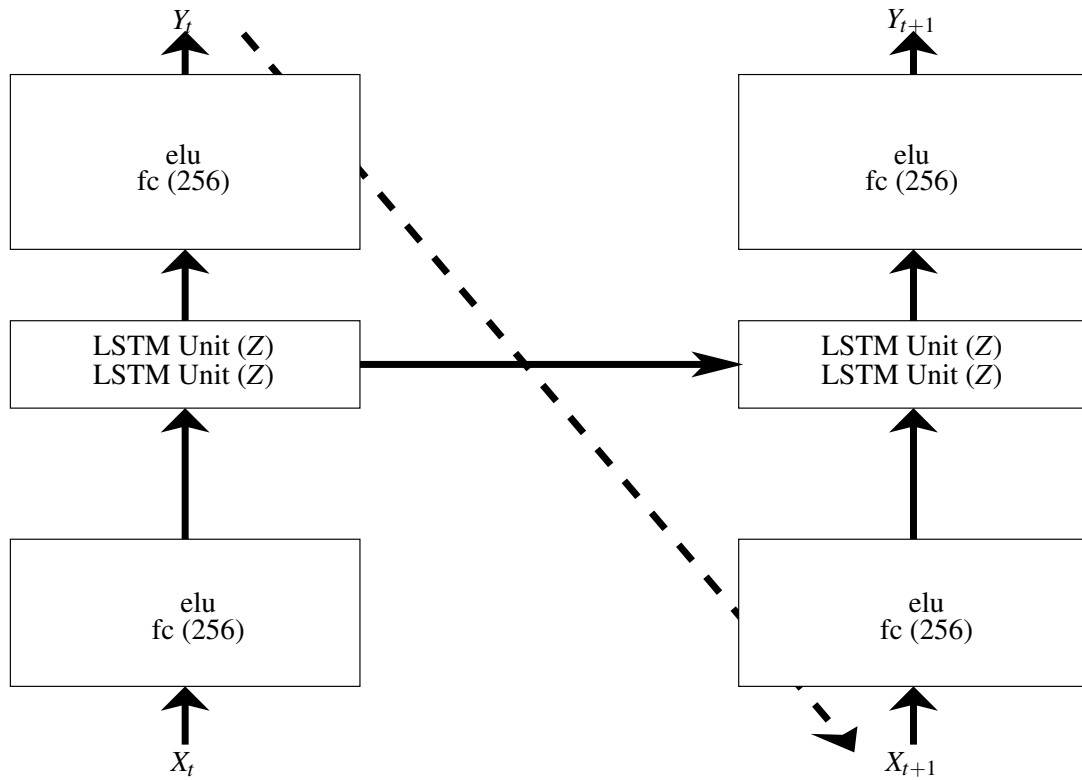 Y_t
Y_{t+1}
elu
fc (256)
elu
fc (256)
LSTM Unit (Z)
LSTM Unit (Z)
LSTM Unit (Z)
LSTM Unit (Z)
elu
fc (256)
elu
fc (256)
X_t
X_{t+1}